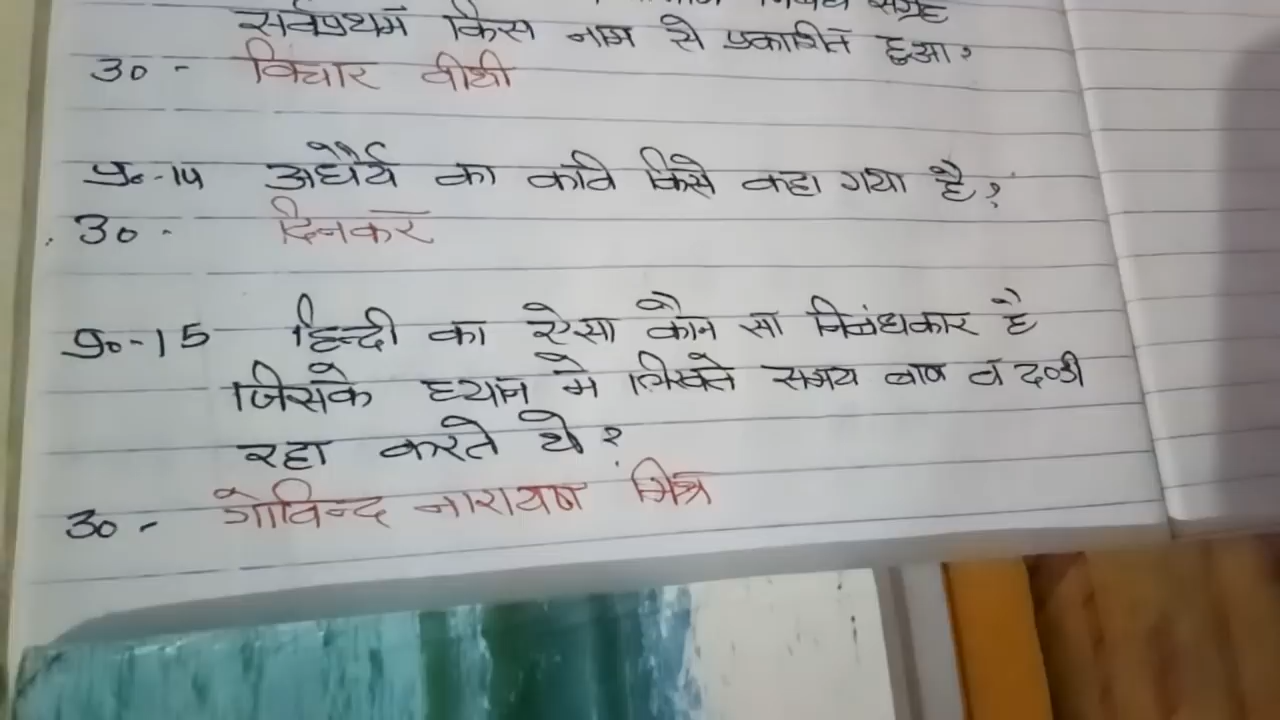 संग्रह
सर्वप्रथम किस नाम से प्रकाशित हुआ?
उ० - विचार वीथी
प्र०-14 अधैर्य का कवि किसे कहा गया है?
उ० - दिनकर
प्र०-15 हिन्दी का ऐसा कौन सा निबंधकार है
जिसके ध्यान मे लिखते समय बाण व दण्डी
रहा करते थे?
उ० - गोविन्द नारायण मिश्र